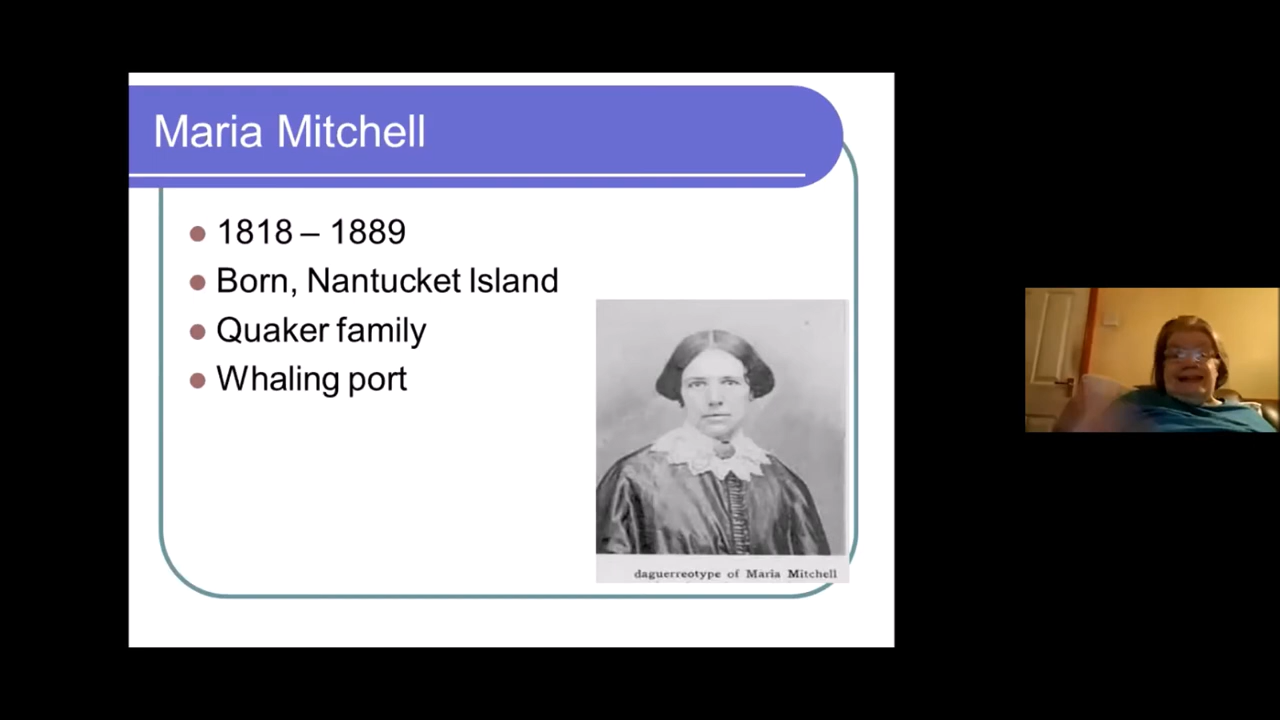 Maria Mitchell
1818 – 1889
Born, Nantucket Island
Quaker family
Whaling port
daguerreotype of Maria Mitchell